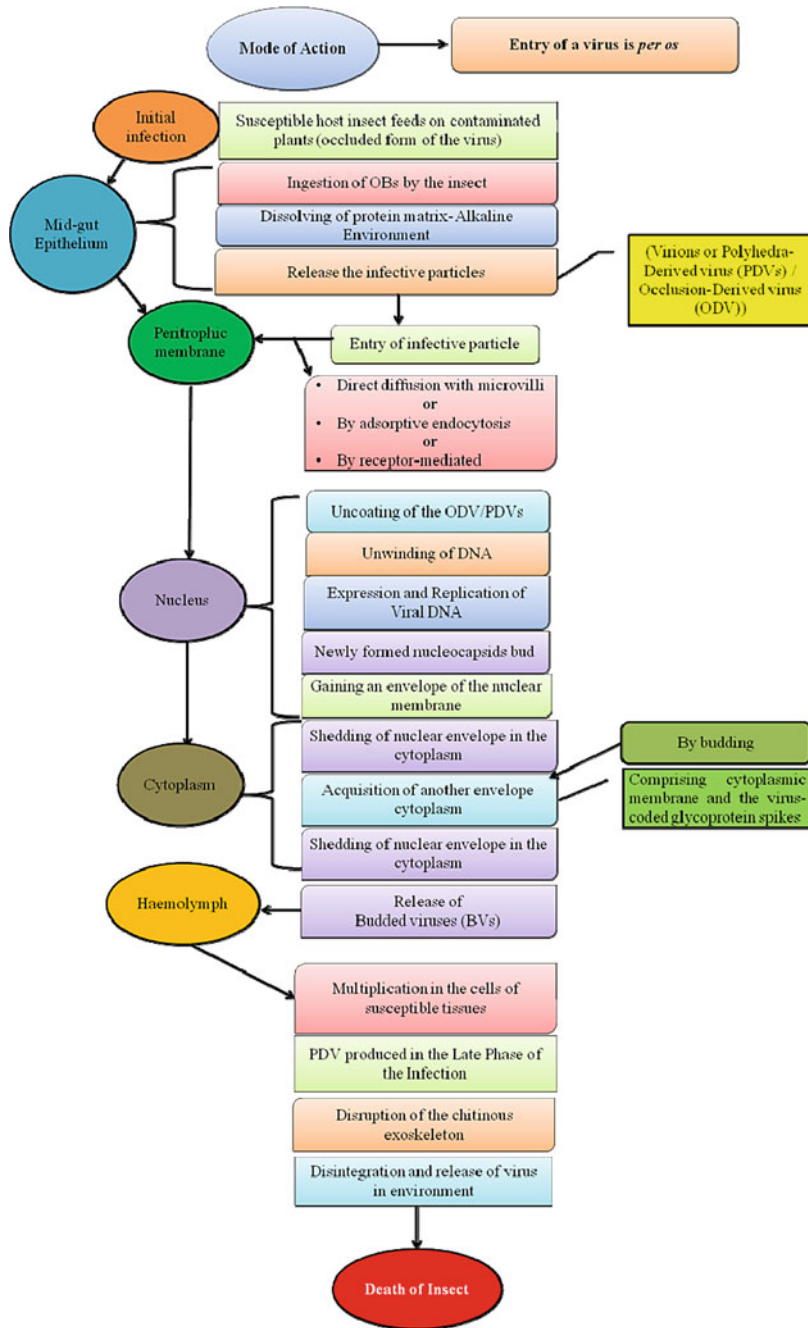 Mode of Action
Entry of a virus is per os
Initial
infection
Susceptible host insect feeds on contaminated
plants (occluded form of the virus)
Mid-gut
Epithelium
Ingestion of OBs by the insect
Dissolving of protein matrix- Alkaline
Environment
Release the infective particles
(Virions or Polyhedra-
Derived virus (PDVs) /
Occlusion-Derived virus
(ODV))
Peritrophic
membrane
Entry of infective particle
• Direct diffusion with microvilli
or
• By adsorptive endocytosis
or
• By receptor-mediated
Nucleus
Uncoating of the ODV/PDVs
Unwinding of DNA
Expression and Replication of
Viral DNA
Newly formed nucleocapsids bud
Gaining an envelope of the nuclear
membrane
Cytoplasm
Shedding of nuclear envelope in the
cytoplasm
Acquisition of another envelope
cytoplasm
By budding
Comprising cytoplasmic
membrane and the virus-
coded glycoprotein spikes
Shedding of nuclear envelope in the
cytoplasm
Haemolymph
Release of
Budded viruses (BVs)
Multiplication in the cells of
susceptible tissues
PDV produced in the Late Phase of
the Infection
Disruption of the chitinous
exoskeleton
Disintegration and release of virus
in environment
Death of Insect